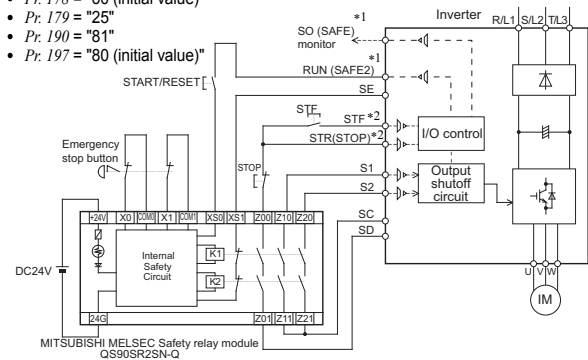 • Pr. 178 = "60 (initial value)"
• Pr. 179 = "25"
• Pr. 190 = "81"
• Pr. 197 = "80 (initial value)"
Inverter
R/L1 S/L2 T/L3
*1
SO (SAFE)
monitor
*1
RUN (SAFE2)
START/RESET
SE
STF
STF *2
STR(STOP) *2
I/O control
Emergency
stop button
STOP
S1
S2
Output
shutoff
circuit
+24V X0 COM0 X1 COM1 XS0 XS1 Z00 Z10 Z20
SC
SD
K1
Internal
Safety
Circuit
K2
DC24V
U V W
IM
24G Z01 Z11 Z21
MITSUBISHI MELSEC Safety relay module
QS90SR2SN-Q